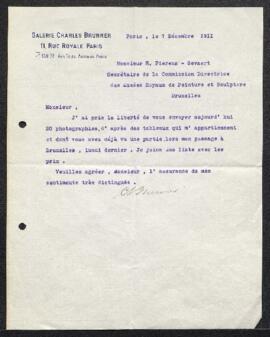 GALERIE CHARLES BRUNNER
11, RUE ROYALE PARIS
Paris, le 7 Décembre 1911
Monsieur H. Fierens - Gevaert
Secrétaire de la Commission Directrice
des Musées Royaux de Peinture et Sculpture
Bruxelles
Monsieur,
J'ai pris la liberté de vous envoyer aujourd'hui
20 photographies, d'après des tableaux qui m'appartiennent
et dont vous avez déjà vu une partie lors mon passage à
Bruxelles, lundi dernier. Je joins une liste avec les
prix.
Veuillez agréer, Monsieur, l'assurance de mes
sentiments très distingués.